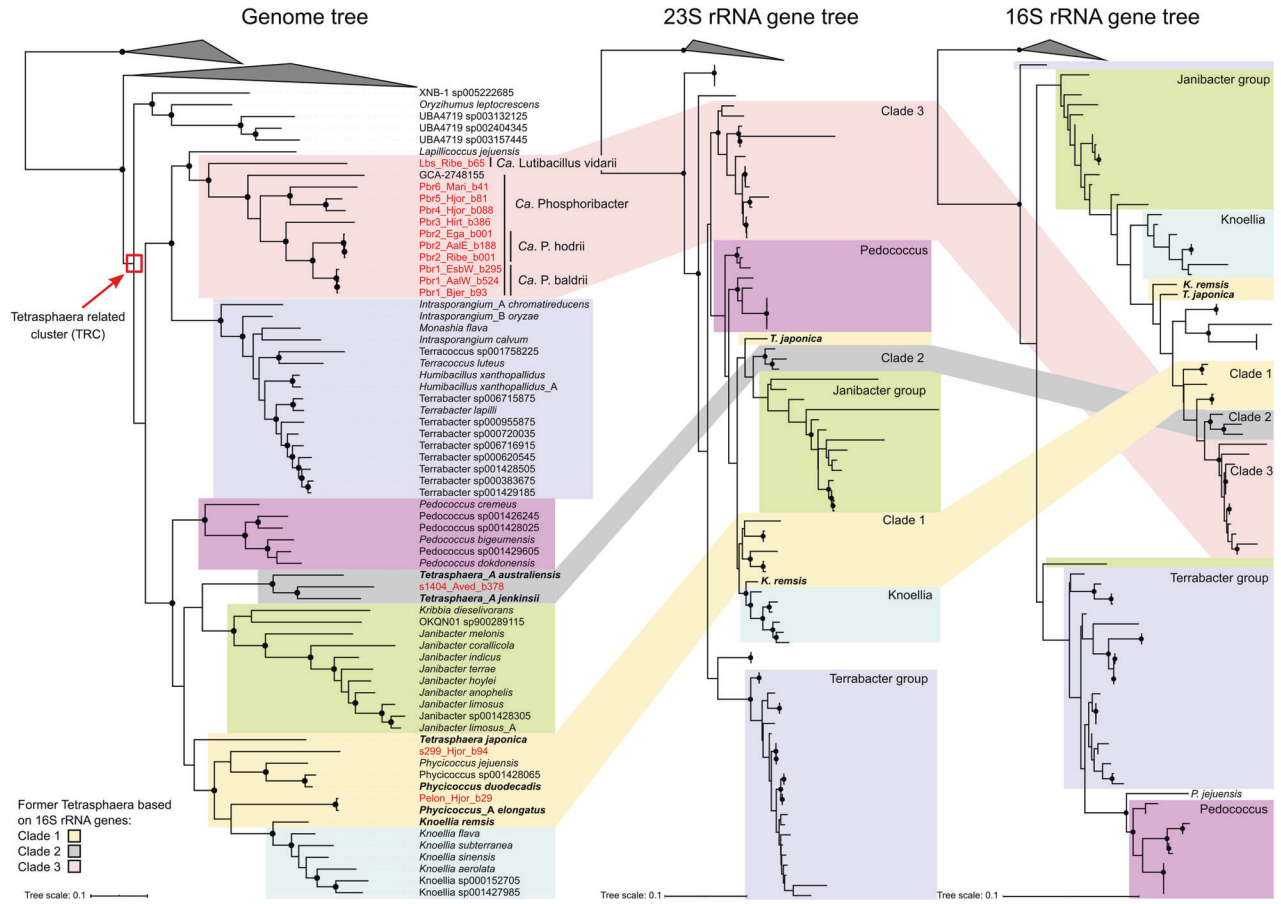 Genome tree
23S rRNA gene tree
16S rRNA gene tree
XNB-1 sp005222685
Oryzihumus leptocrescens
UBA4719 sp003132125
UBA4719 sp002404345
UBA4719 sp003157445
Lapillicoccus jejuensis
Lbs_Ribe_b65
Ca. Lutibacillus vidarii
GCA-2748155
Pbr6_Mari_b41
Pbr5_Hjor_b81
Pbr4_Hjor_b088
Ca. Phosphoribacter
Pbr3_Hirt_b386
Pbr2_Ega_b001
Pbr2_AalE_b188
Ca. P. hodrii
Pbr2_Ribe_b001
Pbr1_EsbW_b295
Pbr1_AalW_b524
Ca. P. baldrii
Pbr1_Bjer_b93
Tetrasphaera related
cluster (TRC)
Intrasporangium_A chromatireducens
Intrasporangium_B oryzae
Monashia flava
Intrasporangium calvum
Terracoccus sp001758225
Terracoccus luteus
Humibacillus xanthopallidus
Humibacillus xanthopallidus_A
Terrabacter sp006715875
Terrabacter lapilli
Terrabacter sp000955875
Terrabacter sp000720035
Terrabacter sp006716915
Terrabacter sp000620545
Terrabacter sp001428505
Terrabacter sp000383675
Terrabacter sp001429185
Pedococcus cremeus
Pedococcus sp001426245
Pedococcus sp001428025
Pedococcus bigeumensis
Pedococcus sp001429605
Pedococcus dokdonensis
Tetrasphaera_A australiensis
s1404_Aved_b378
Tetrasphaera_A jenkinsii
Kribbia dieselivorans
OKQN01 sp900289115
Janibacter melonis
Janibacter corallicola
Janibacter indicus
Janibacter terrae
Janibacter hoylei
Janibacter anophelis
Janibacter limosus
Janibacter sp001428305
Janibacter limosus_A
Tetrasphaera japonica
s299_Hjor_b94
Phycicoccus jejuensis
Phycicoccus sp001428065
Phycicoccus duodecadis
Pelon_Hjor_b29
Phycicoccus_A elongatus
Knoellia remsis
Knoellia flava
Knoellia subterranea
Knoellia sinensis
Knoellia aerolata
Knoellia sp000152705
Knoellia sp001427985
Former Tetrasphaera based
on 16S rRNA genes:
Clade 1
Clade 2
Clade 3
Tree scale: 0.1
Clade 3
Pedococcus
T. japonica
Clade 2
Janibacter group
Clade 1
K. remsis
Knoellia
Terrabacter group
Tree scale: 0.1
Janibacter group
Knoellia
K. remsis
T. japonica
Clade 1
Clade 2
Clade 3
Terrabacter group
P. jejuensis
Pedococcus
Tree scale: 0.1